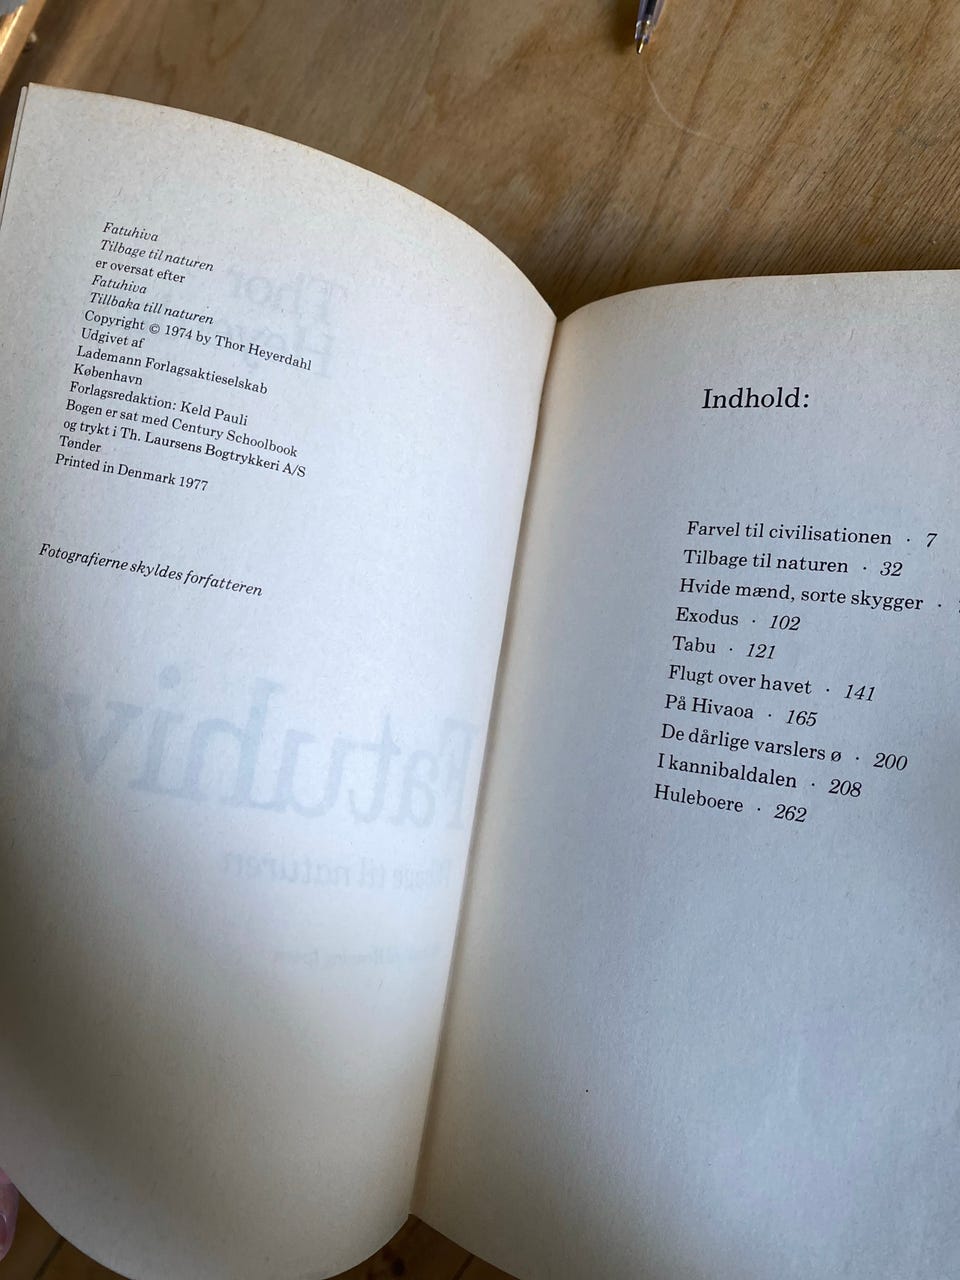 Fatuhiva
Tilbage til naturen
er oversat efter
Fatuhiva
Tillbaka till naturen
Copyright © 1974 by Thor Heyerdahl
Udgivet af
Lademann Forlagsaktieselskab
København
Forlagsredaktion: Keld Pauli
Bogen er sat med Century Schoolbook
og trykt i Th. Laursens Bogtrykkeri A/S
Tønder
Printed in Denmark 1977
Fotografierne skyldes forfatteren
Indhold:
Farvel til civilisationen · 7
Tilbage til naturen · 32
Hvide mænd, sorte skygger ·
Exodus · 102
Tabu · 121
Flugt over havet · 141
På Hivaoa · 165
De dårlige varslers ø · 200
I kannibaldalen · 208
Huleboere · 262